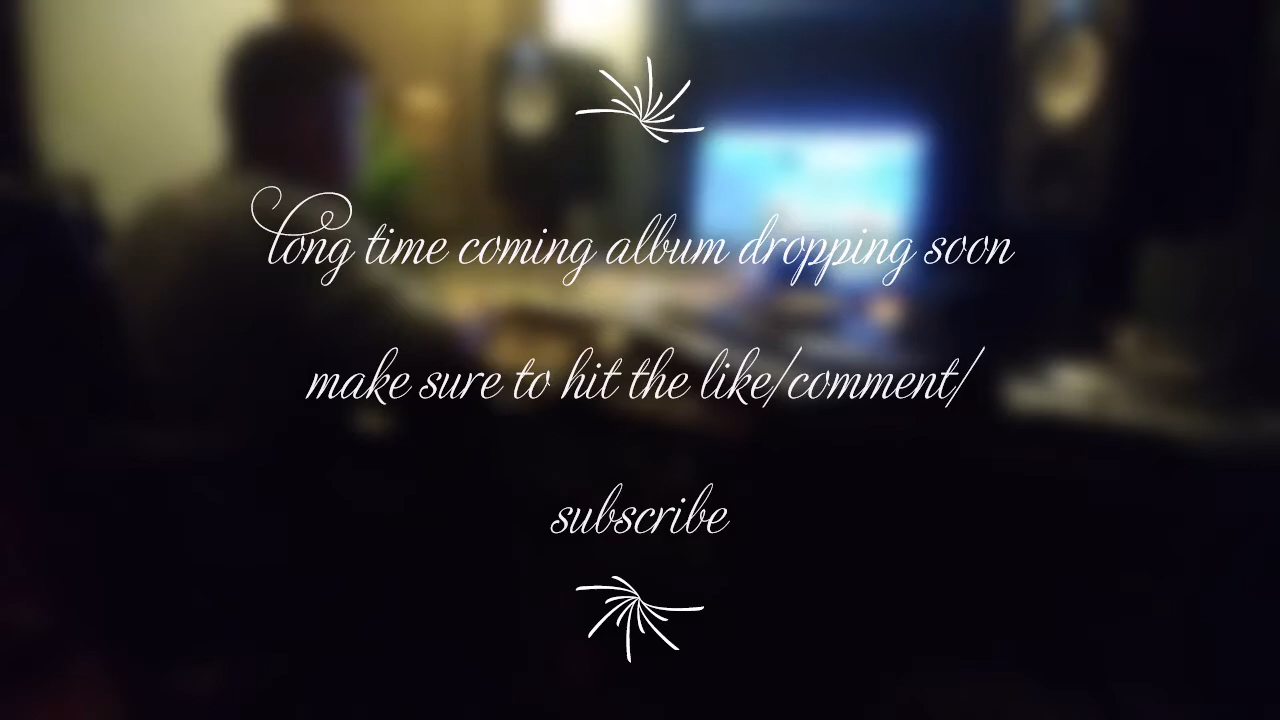 long time coming album dropping soon
make sure to hit the like/comment/
subscribe